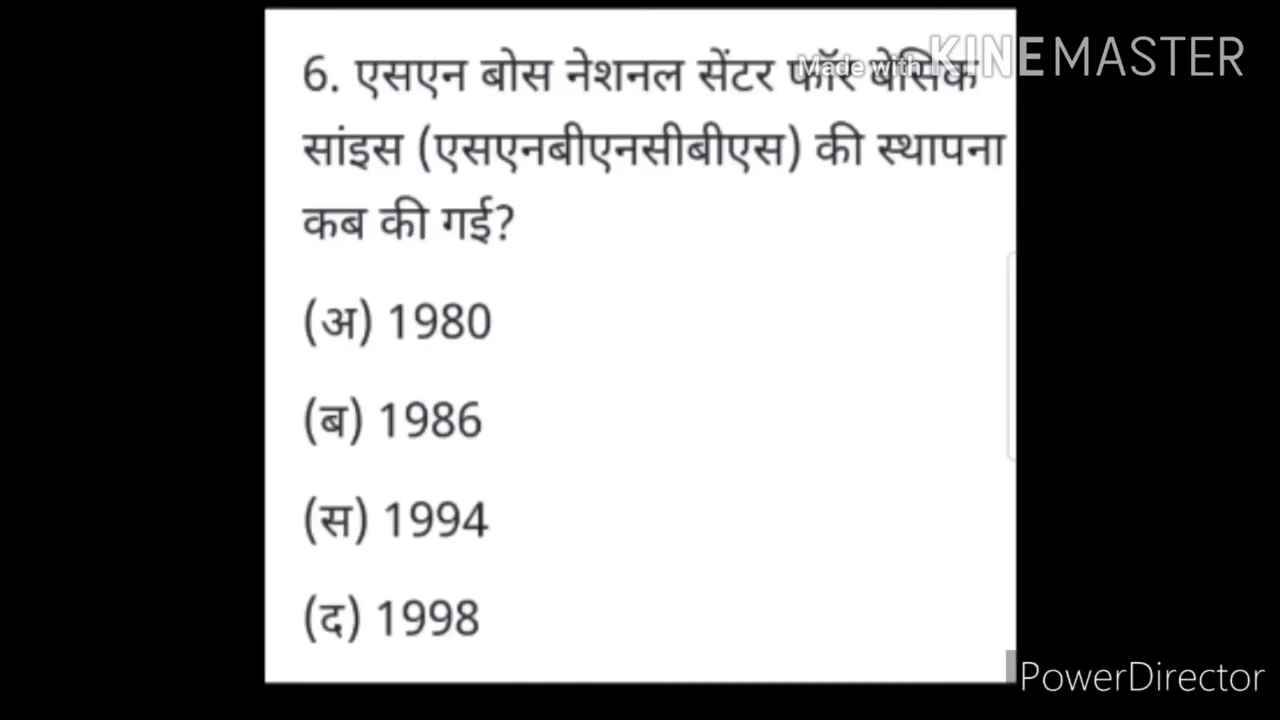 Made with KINEMASTER
6. एसएन बोस नेशनल सेंटर फॉर बेसिक
सांइस (एसएनबीएनसीबीएस) की स्थापना
कब की गई?
(अ) 1980
(ब) 1986
(स) 1994
(द) 1998
PowerDirector